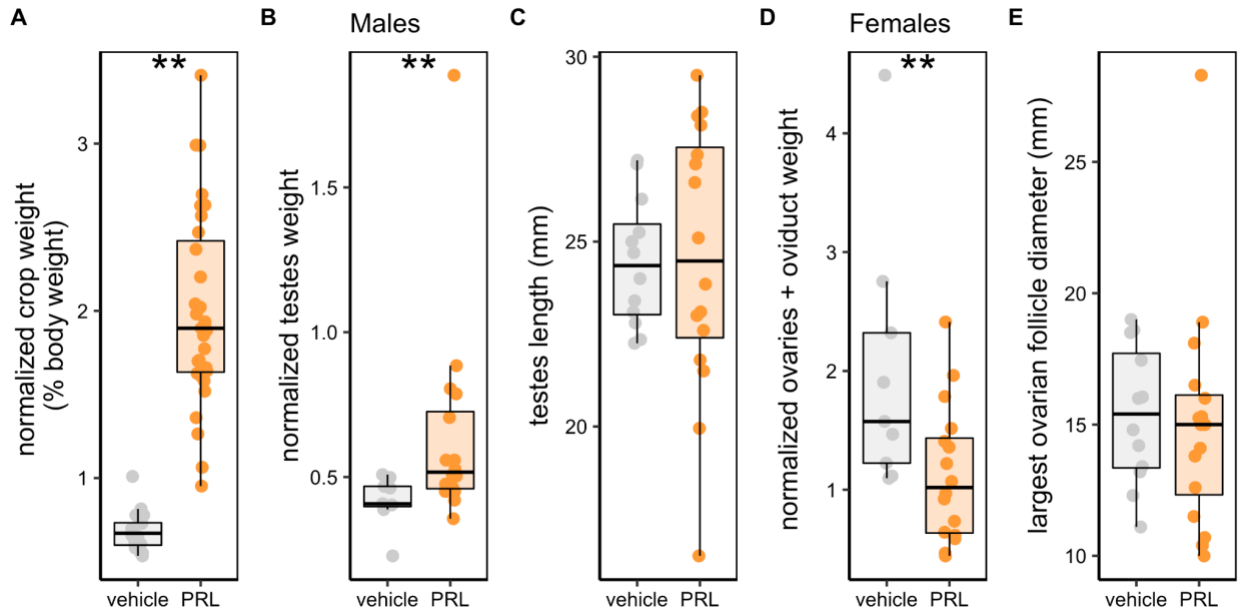 A
B
Males
C
D
Females
E
**
**
**
normalized crop weight
(% body weight)
3
2
1
normalized testes weight
1.5
1.0
0.5
testes length (mm)
30
25
20
normalized ovaries + oviduct weight
4
3
2
1
largest ovarian follicle diameter (mm)
28
20
15
10
vehicle PRL
vehicle PRL
vehicle PRL
vehicle PRL
vehicle PRL